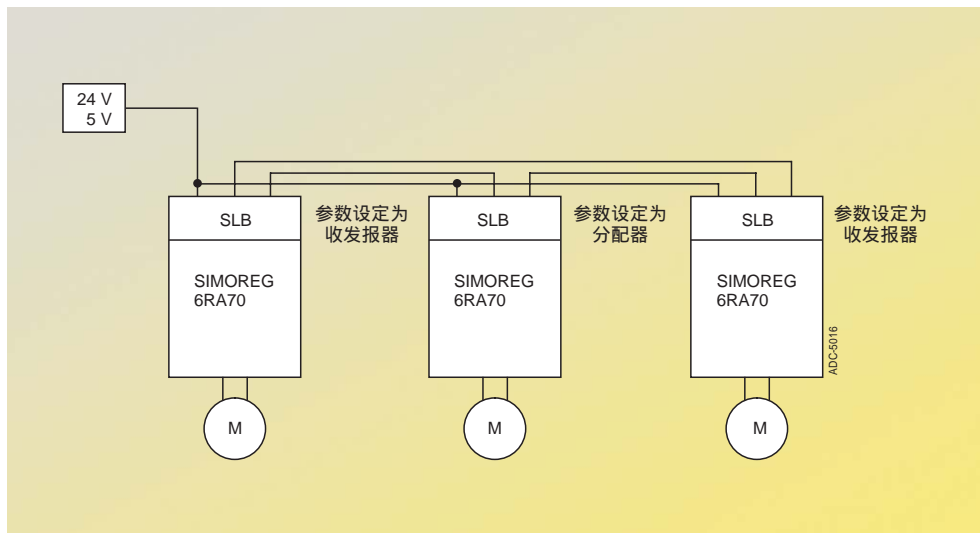 24 V
5 V
SLB
参数设定为
收发报器
SIMOREG
6RA70
M
SLB
参数设定为
分配器
SIMOREG
6RA70
M
SLB
参数设定为
收发报器
SIMOREG
6RA70
M
ADC-5016